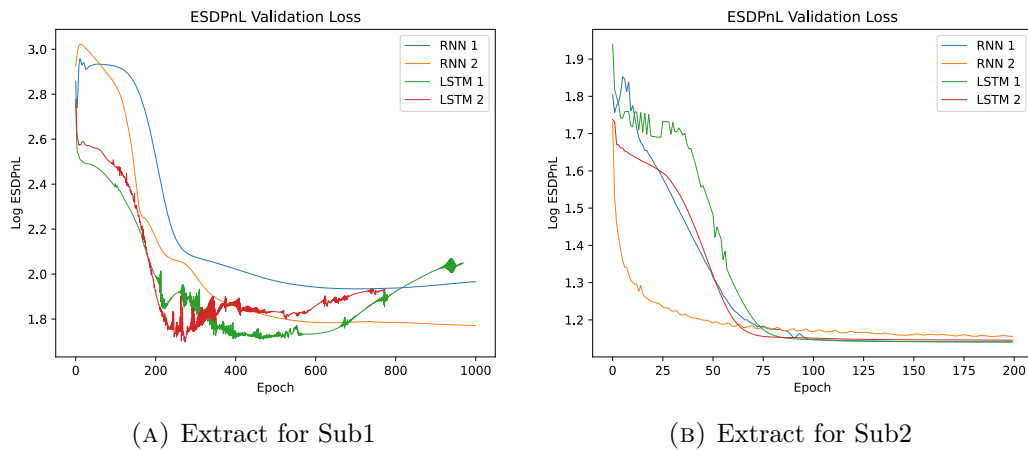 ESDPnL Validation Loss
Log ESDPnL
3.0
2.8
2.6
2.4
2.2
2.0
1.8
RNN 1
RNN 2
LSTM 1
LSTM 2
0 200 400 600 800 1000
Epoch
(A) Extract for Sub1
ESDPnL Validation Loss
Log ESDPnL
1.9
1.8
1.7
1.6
1.5
1.4
1.3
1.2
RNN 1
RNN 2
LSTM 1
LSTM 2
0 25 50 75 100 125 150 175 200
Epoch
(B) Extract for Sub2